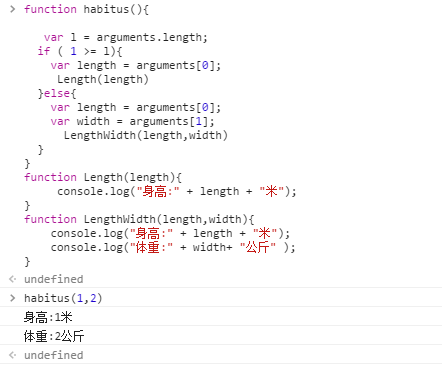 > function habitus(){
var l = arguments.length;
if ( 1 >= l){
var length = arguments[0];
Length(length)
}else{
var length = arguments[0];
var width = arguments[1];
LengthWidth(length,width)
}
}
function Length(length){
console.log("身高:" + length + "米");
}
function LengthWidth(length,width){
console.log("身高:" + length + "米");
console.log("体重:" + width+ "公斤" );
}
< undefined
> habitus(1,2)
身高:1米
体重:2公斤
< undefined